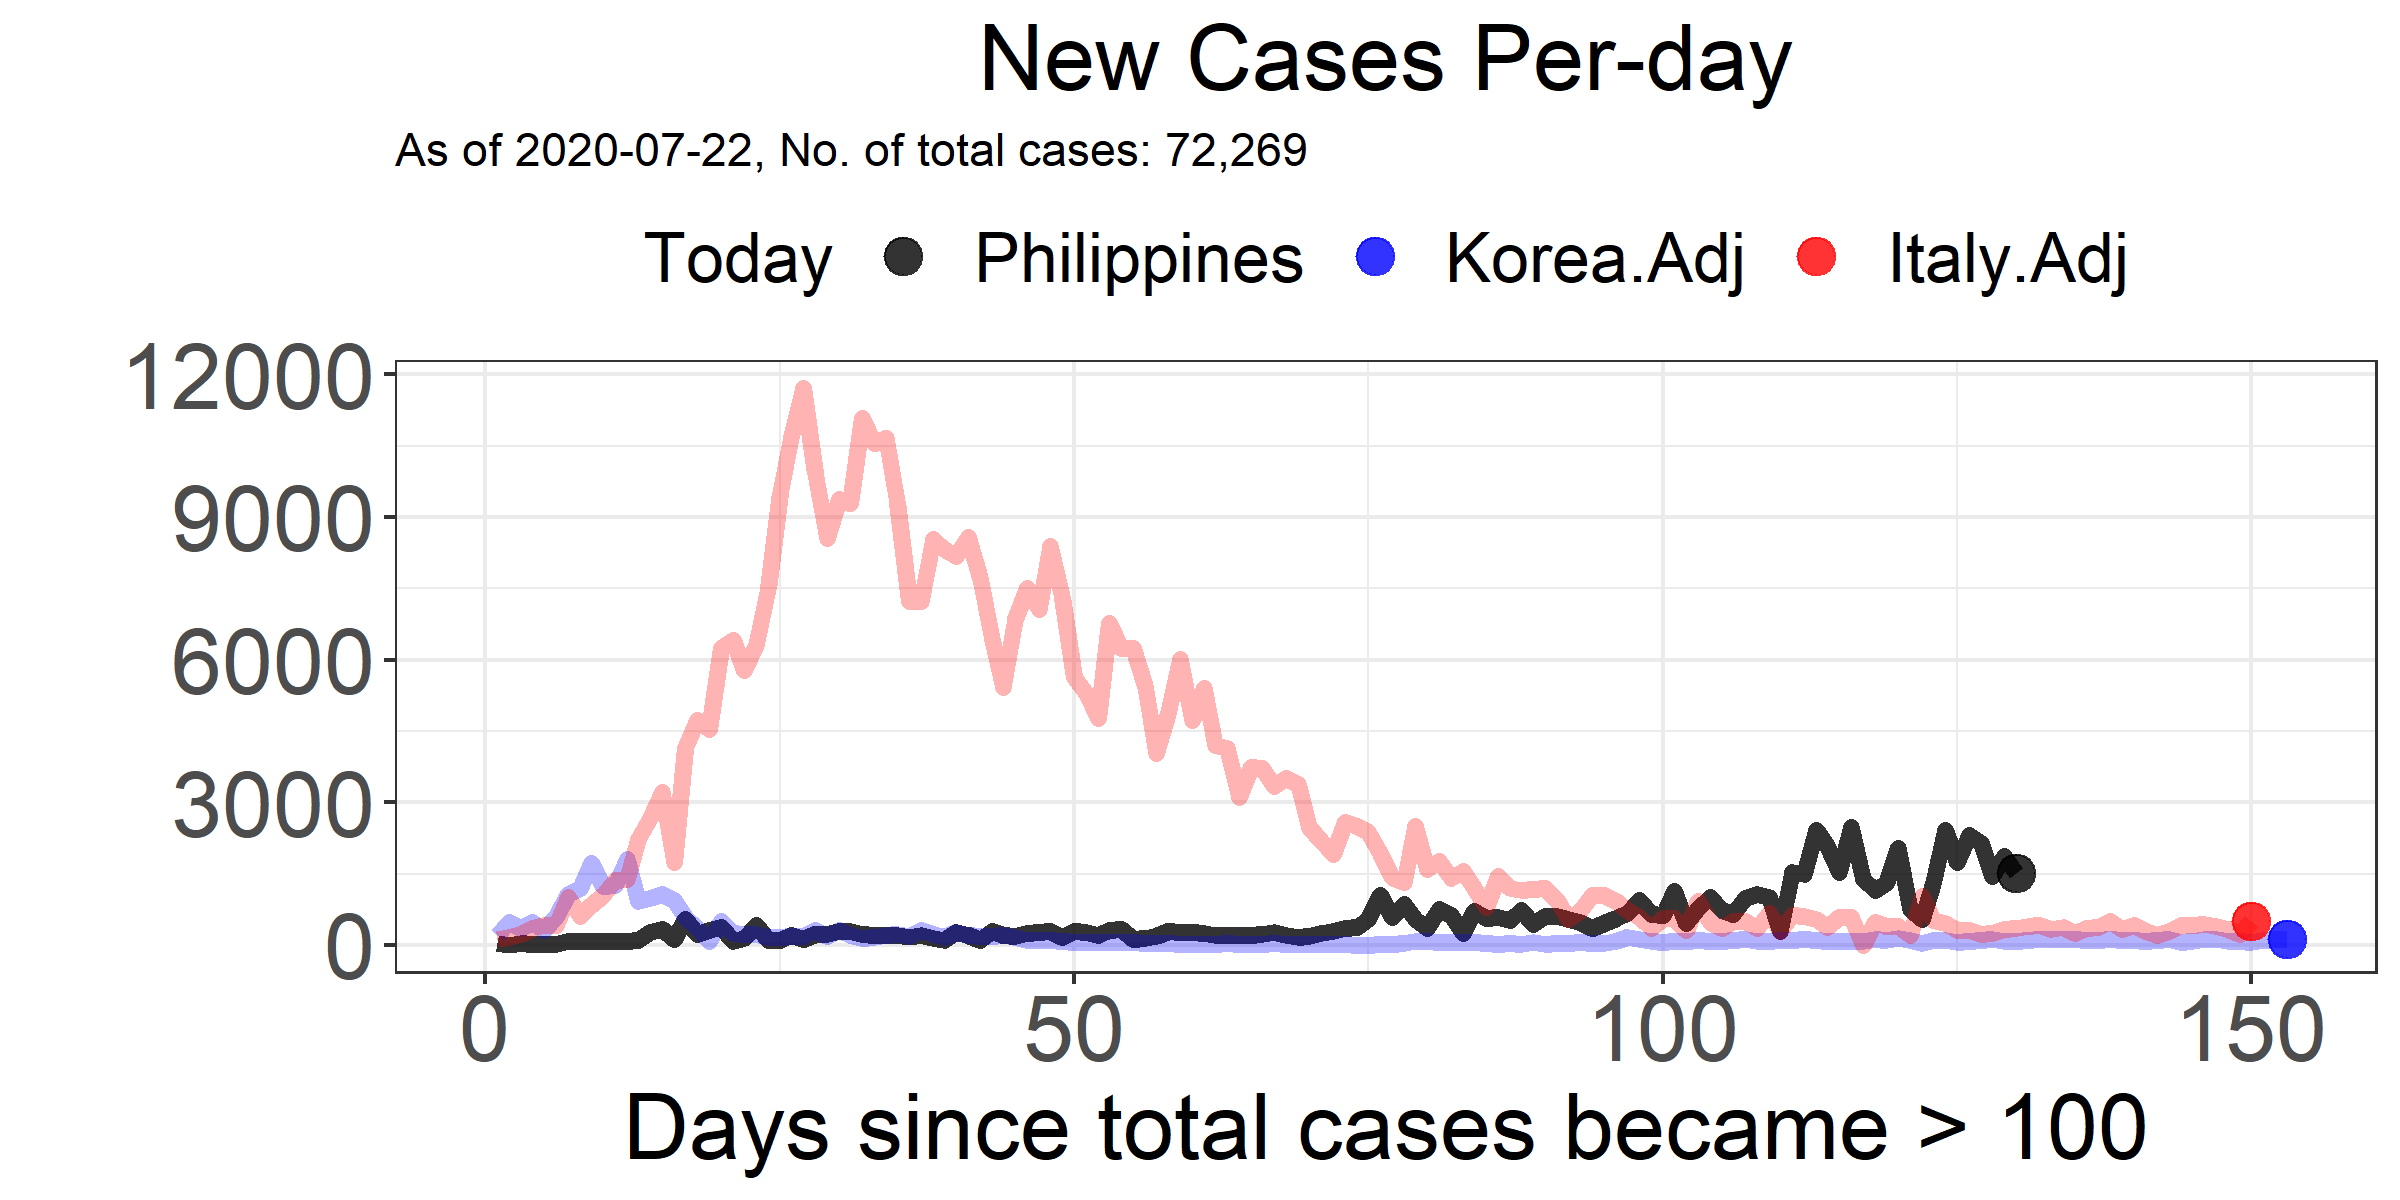 New Cases Per-day
As of 2020-07-22, No. of total cases: 72,269
Today Philippines Korea.Adj Italy.Adj
12000
9000
6000
3000
0
0 50 100 150
Days since total cases became > 100